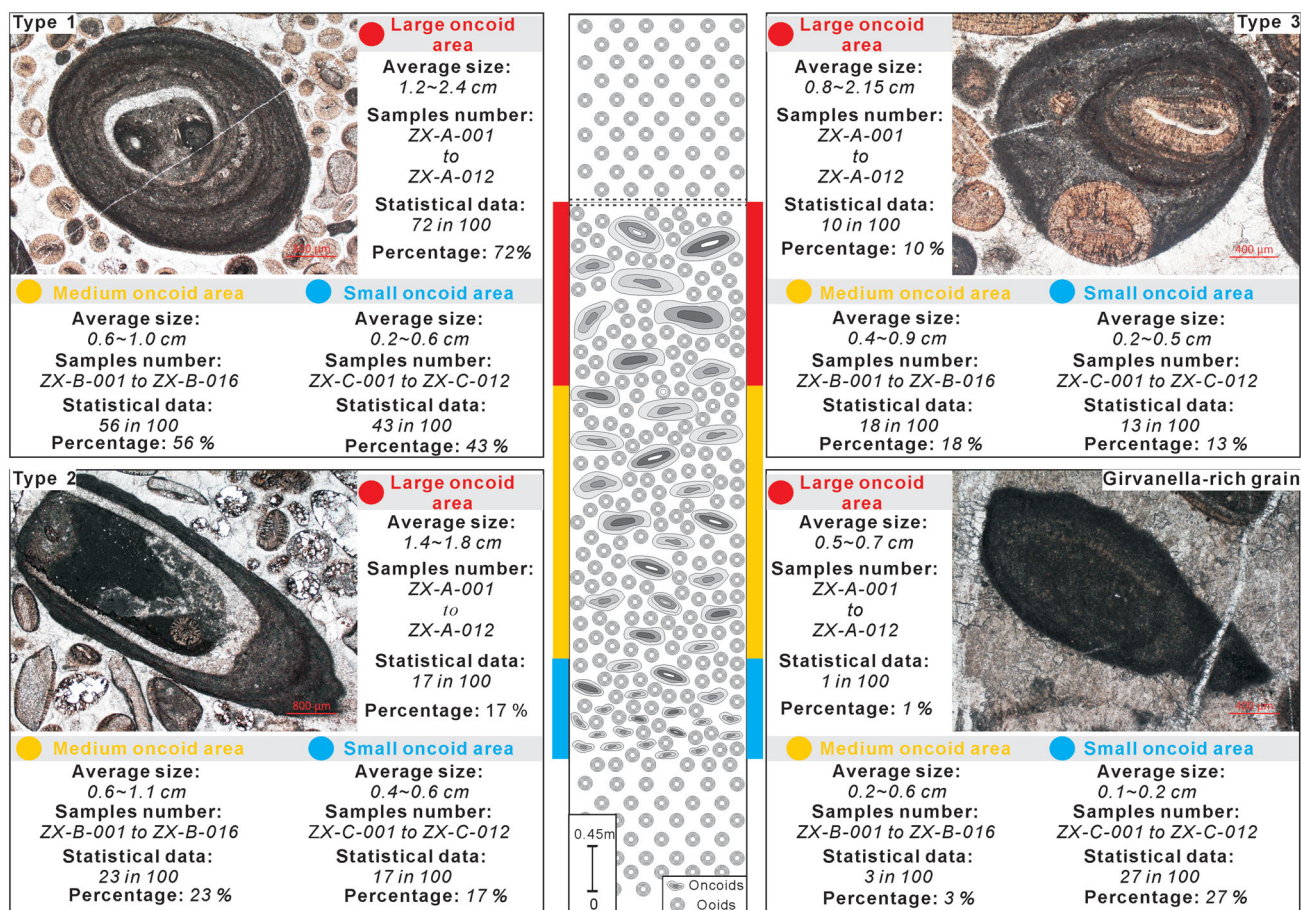 Type 1
Large oncoid
area
Average size:
1.2~2.4 cm
Samples number:
ZX-A-001
to
ZX-A-012
Statistical data:
72 in 100
Percentage: 72%
Medium oncoid area
Average size:
0.6~1.0 cm
Samples number:
ZX-B-001 to ZX-B-016
Statistical data:
56 in 100
Percentage: 56 %
Small oncoid area
Average size:
0.2~0.6 cm
Samples number:
ZX-C-001 to ZX-C-012
Statistical data:
43 in 100
Percentage: 43 %
Type 2
800 μm
Large oncoid
area
Average size:
1.4~1.8 cm
Samples number:
ZX-A-001
to
ZX-A-012
Statistical data:
17 in 100
Percentage: 17 %
Medium oncoid area
Average size:
0.6~1.1 cm
Samples number:
ZX-B-001 to ZX-B-016
Statistical data:
23 in 100
Percentage: 23 %
Small oncoid area
Average size:
0.4~0.6 cm
Samples number:
ZX-C-001 to ZX-C-012
Statistical data:
17 in 100
Percentage: 17 %
0.45m
0
Oncoids
Ooids
Large oncoid
area
Average size:
0.8~2.15 cm
Samples number:
ZX-A-001
to
ZX-A-012
Statistical data:
10 in 100
Percentage: 10 %
Type 3
400 μm
Medium oncoid area
Average size:
0.4~0.9 cm
Samples number:
ZX-B-001 to ZX-B-016
Statistical data:
18 in 100
Percentage: 18 %
Small oncoid area
Average size:
0.2~0.5 cm
Samples number:
ZX-C-001 to ZX-C-012
Statistical data:
13 in 100
Percentage: 13 %
Large oncoid
area
Average size:
0.5~0.7 cm
Samples number:
ZX-A-001
to
ZX-A-012
Statistical data:
1 in 100
Percentage: 1 %
Girvanella-rich grain
Medium oncoid area
Average size:
0.2~0.6 cm
Samples number:
ZX-B-001 to ZX-B-016
Statistical data:
3 in 100
Percentage: 3 %
Small oncoid area
Average size:
0.1~0.2 cm
Samples number:
ZX-C-001 to ZX-C-012
Statistical data:
27 in 100
Percentage: 27 %